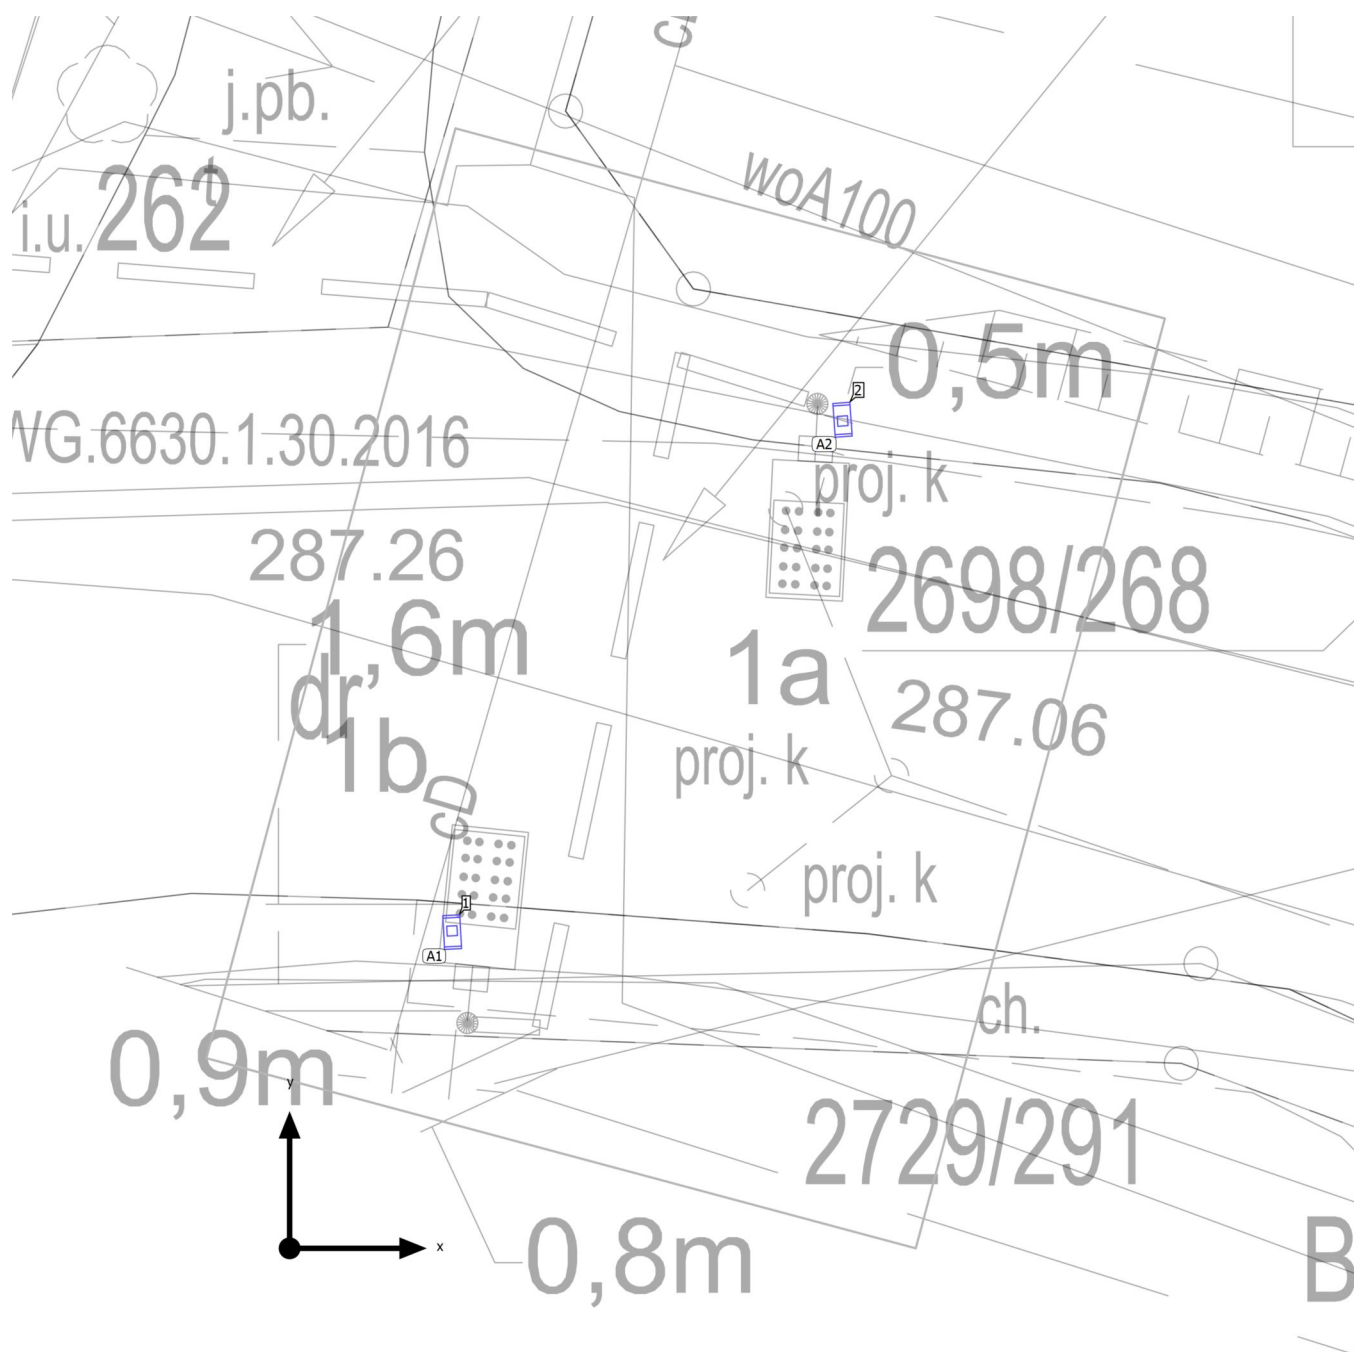 j.pb.
woA100
t
262
i.u.
0,5m
2
WG.6630.1.30.2016
A2
proj. k
287.26
2698/268
1,6m
1a
dr,
287.06
1b
proj. k
proj. k
1
A1
ch.
0,9m
y
2729/291
x
0,8m
B